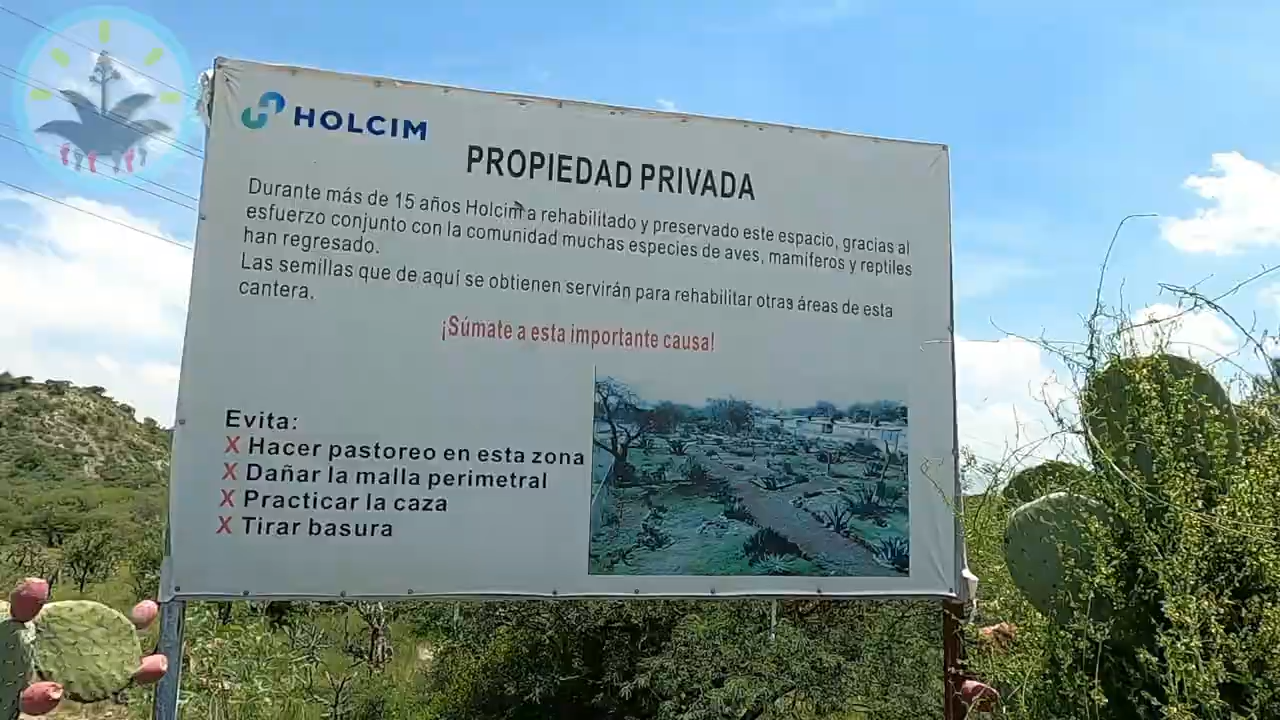 HOLCIM
PROPIEDAD PRIVADA
Durante más de 15 años Holcim a rehabilitado y preservado este espacio, gracias al
esfuerzo conjunto con la comunidad muchas especies de aves, mamíferos y reptiles
han regresado.
Las semillas que de aquí se obtienen servirán para rehabilitar otras áreas de esta
cantera.
¡Súmate a esta importante causa!
Evita:
X Hacer pastoreo en esta zona
X Dañar la malla perimetral
X Practicar la caza
X Tirar basura